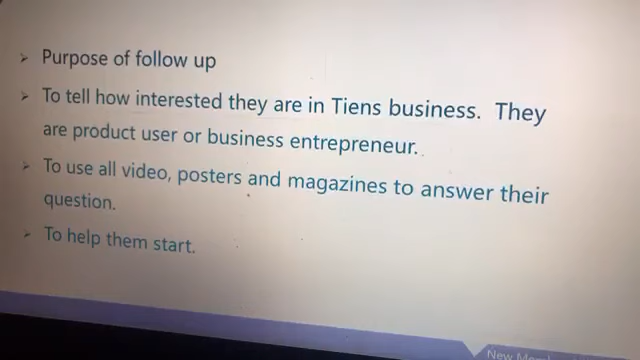 ➢ Purpose of follow up
➢ To tell how interested they are in Tiens business. They
are product user or business entrepreneur.
➢ To use all video, posters and magazines to answer their
question.
➢ To help them start.
New